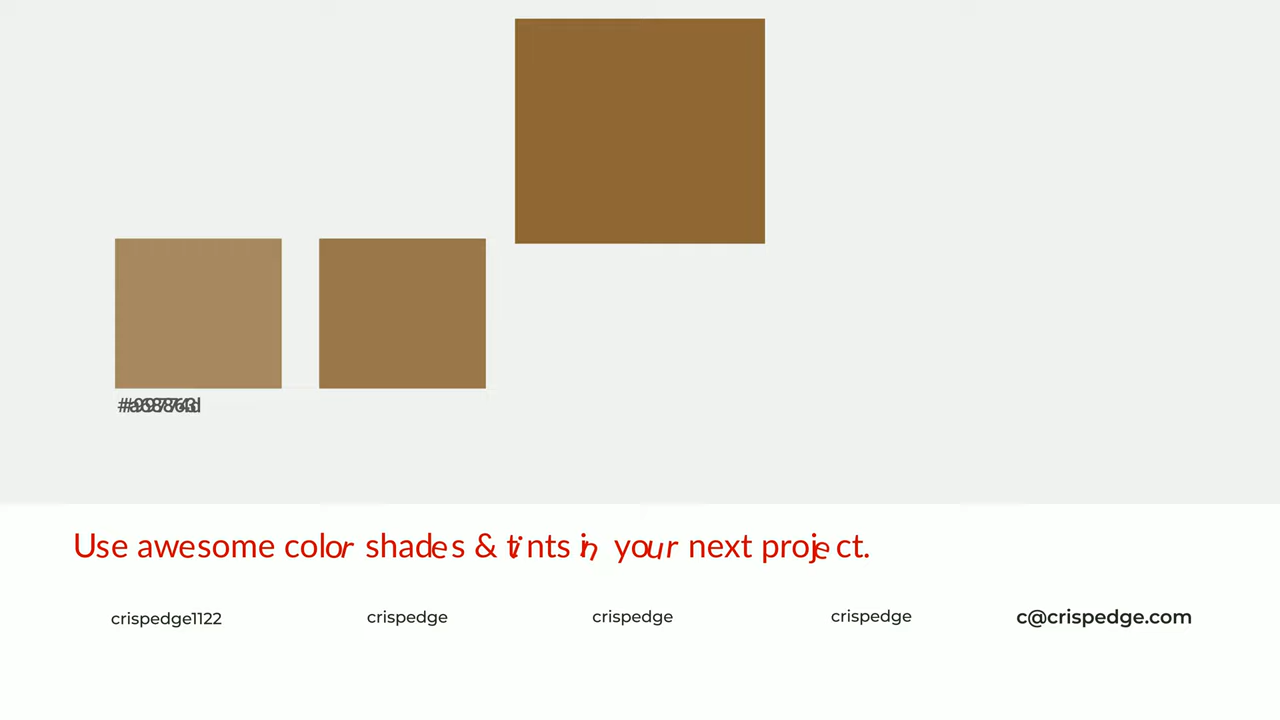 Use awesome color shades & tints in your next project.
crispedge1122 crispedge crispedge crispedge c@crispedge.com